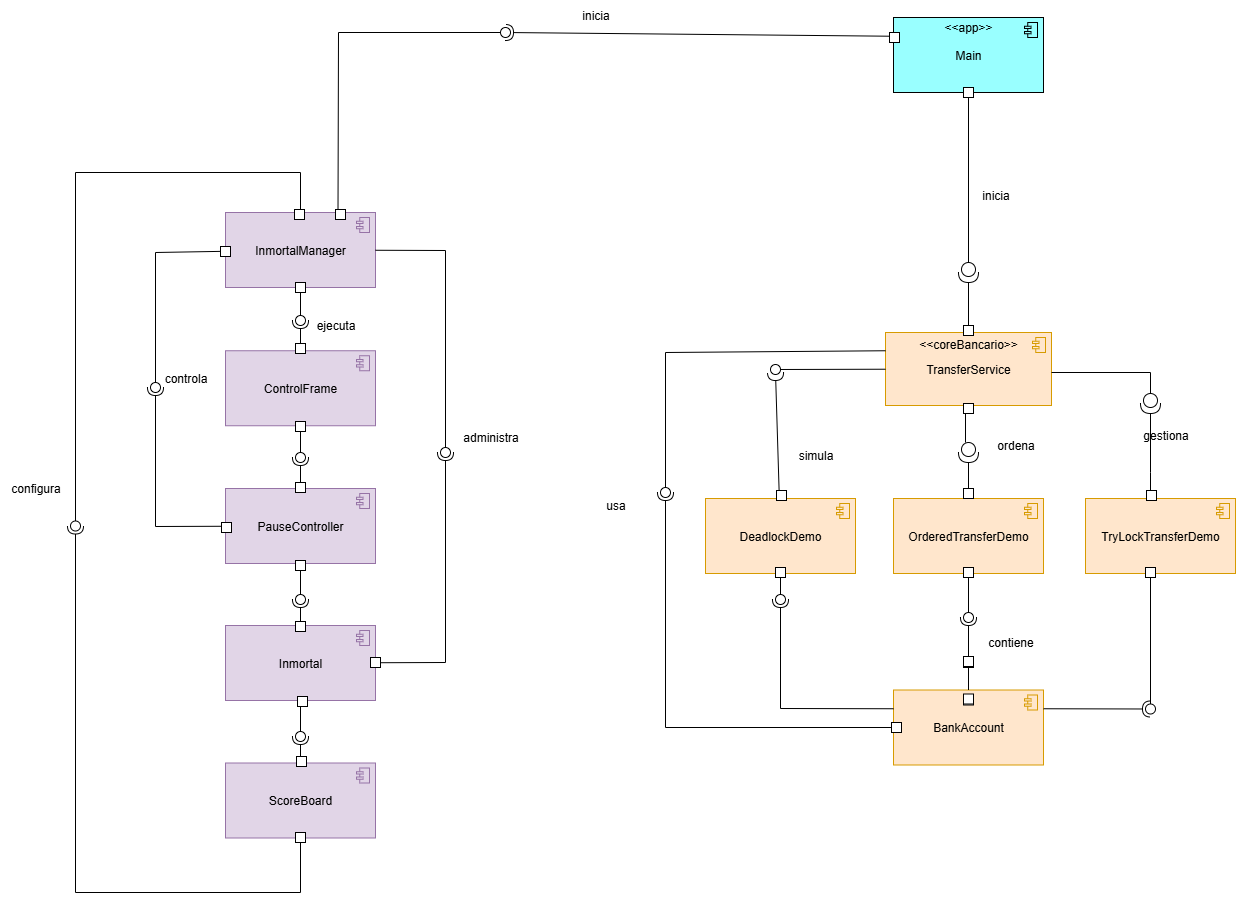 inicia
<<app>>
Main
inicia
InmortalManager
ejecuta
<<coreBancario>>
TransferService
controla
ControlFrame
administra
ordena
gestiona
simula
configura
usa
PauseController
DeadlockDemo
OrderedTransferDemo
TryLockTransferDemo
contiene
Inmortal
BankAccount
ScoreBoard